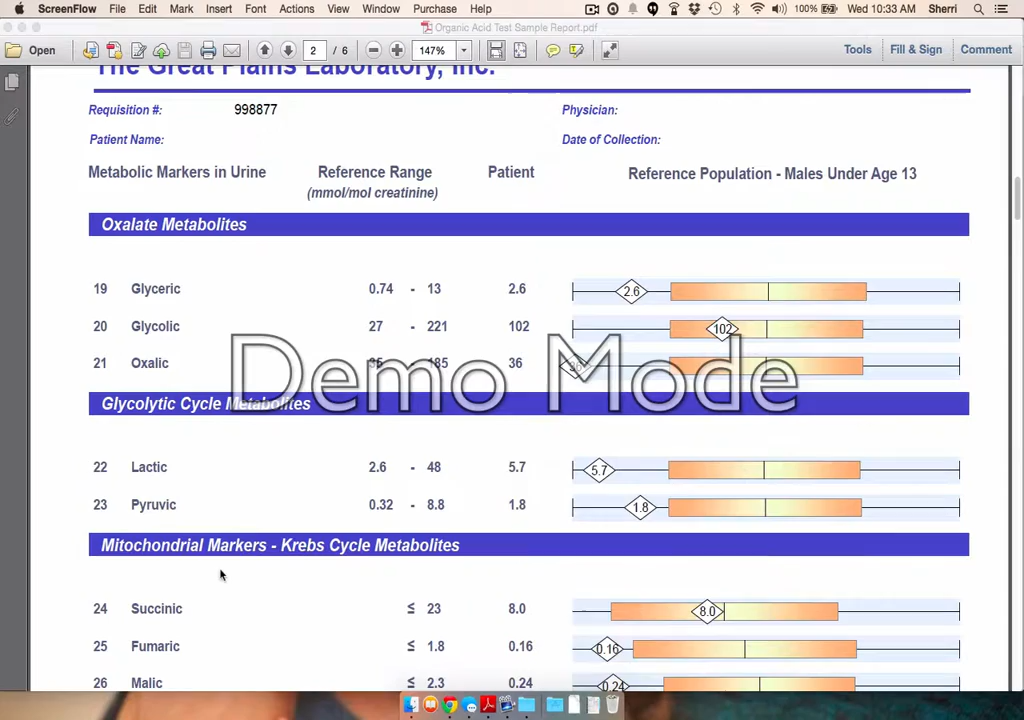 ScreenFlow File Edit Mark Insert Font Actions View Window Purchase Help 100% Wed 10:33 AM Sherri
Organic Acid Test Sample Report.pdf
Open 2 / 6 147% Tools Fill & Sign Comment
The Great Plains Laboratory, Inc.
Requisition #: 998877 Physician:
Patient Name: Date of Collection:
Metabolic Markers in Urine Reference Range Patient Reference Population - Males Under Age 13
(mmol/mol creatinine)
Oxalate Metabolites
19 Glyceric 0.74 - 13 2.6 2.6
20 Glycolic 27 - 221 102 102
21 Oxalic 35 - 185 36 36
Demo Mode
Glycolytic Cycle Metabolites
22 Lactic 2.6 - 48 5.7 5.7
23 Pyruvic 0.32 - 8.8 1.8 1.8
Mitochondrial Markers - Krebs Cycle Metabolites
24 Succinic ≤ 23 8.0 8.0
25 Fumaric ≤ 1.8 0.16 0.16
26 Malic ≤ 2.3 0.24 0.24